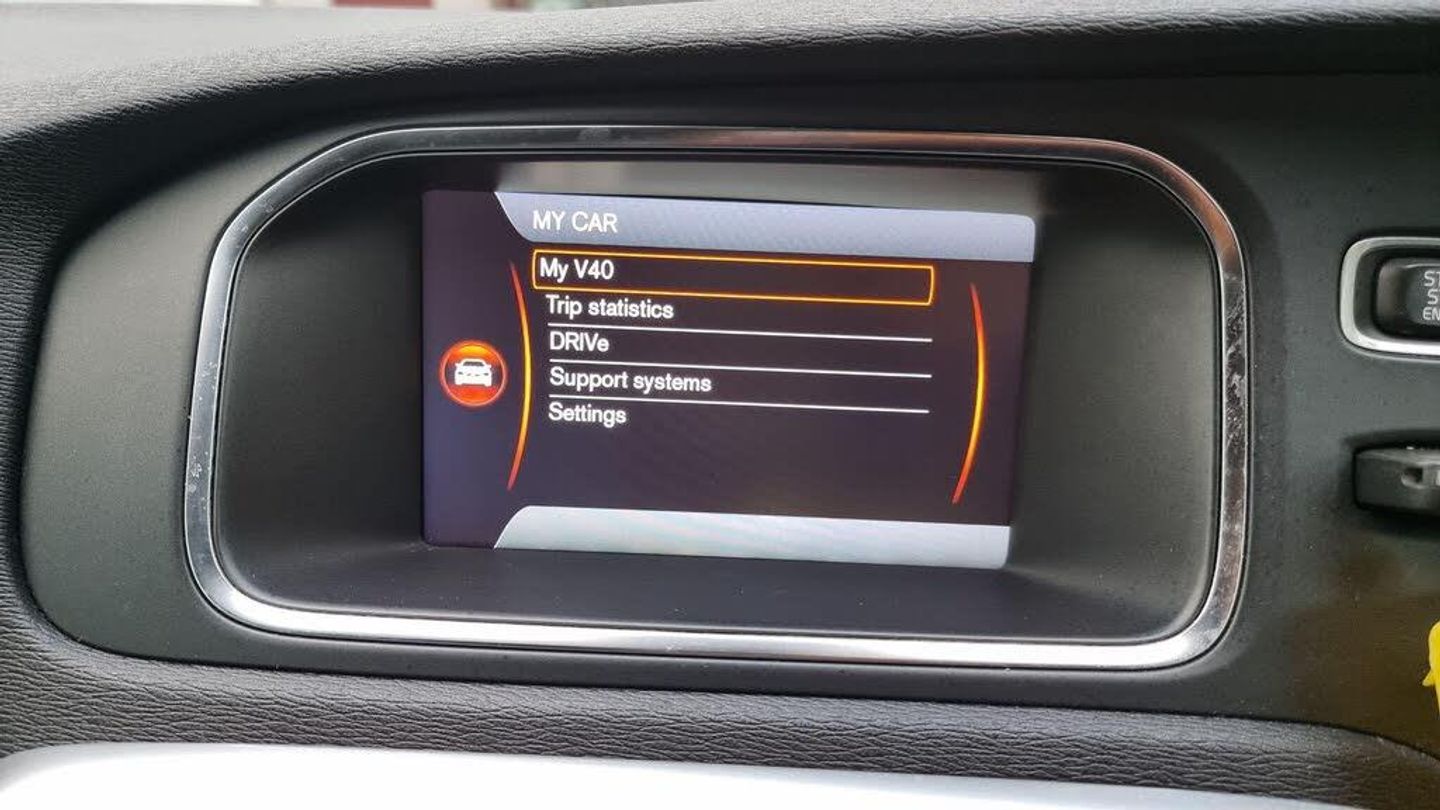 MY CAR
My V40
Trip statistics
DRIVe
Support systems
Settings